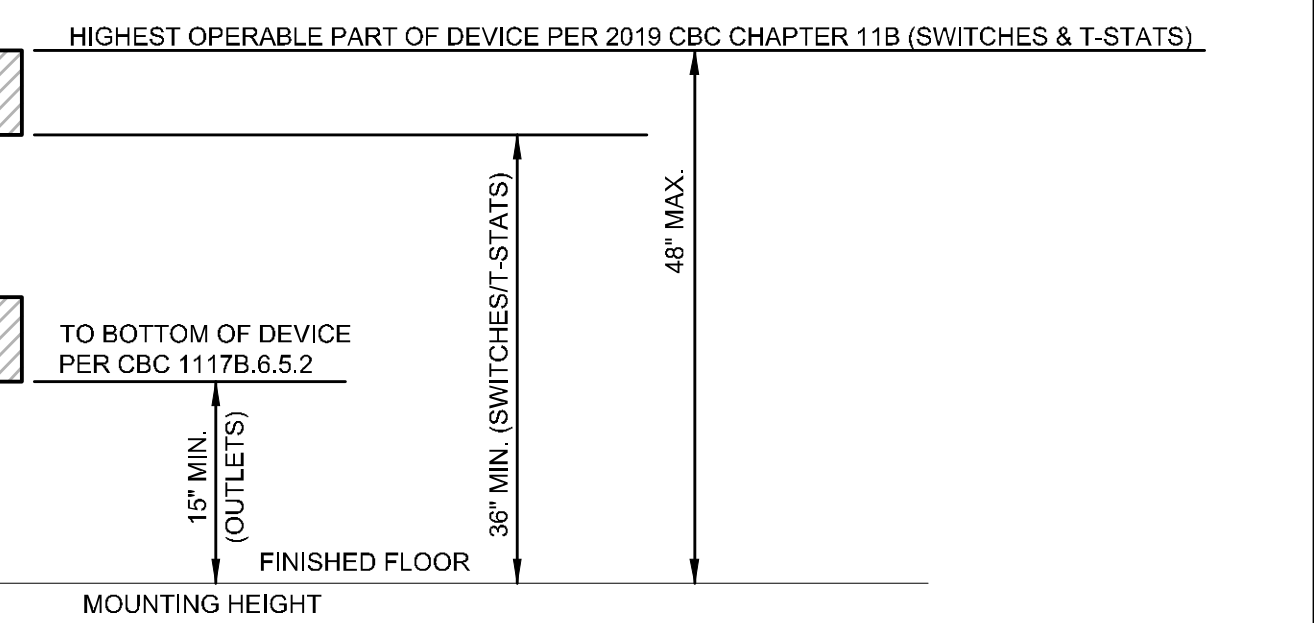 HIGHEST OPERABLE PART OF DEVICE PER 2019 CBC CHAPTER 11B (SWITCHES & T-STATS)
48" MAX.
36" MIN. (SWITCHES/T-STATS)
TO BOTTOM OF DEVICE
PER CBC 1117B.6.5.2
15" MIN.
(OUTLETS)
FINISHED FLOOR
MOUNTING HEIGHT